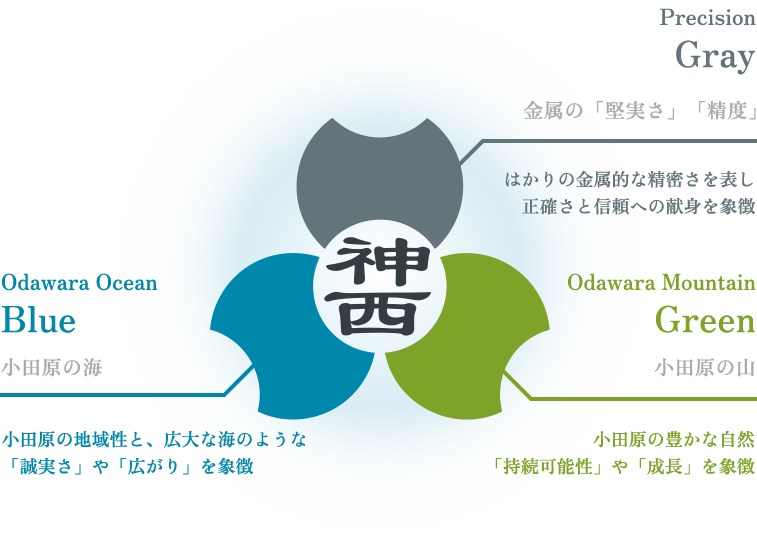 Precision
Gray
金属の「堅実さ」「精度」
はかりの金属的な精密さを表し
正確さと信頼への献身を象徴
神
西
Odawara Ocean
Blue
小田原の海
小田原の地域性と、広大な海のような
「誠実さ」や「広がり」を象徴
Odawara Mountain
Green
小田原の山
小田原の豊かな自然
「持続可能性」や「成長」を象徴